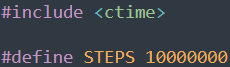 #include <ctime>
#define STEPS 10000000